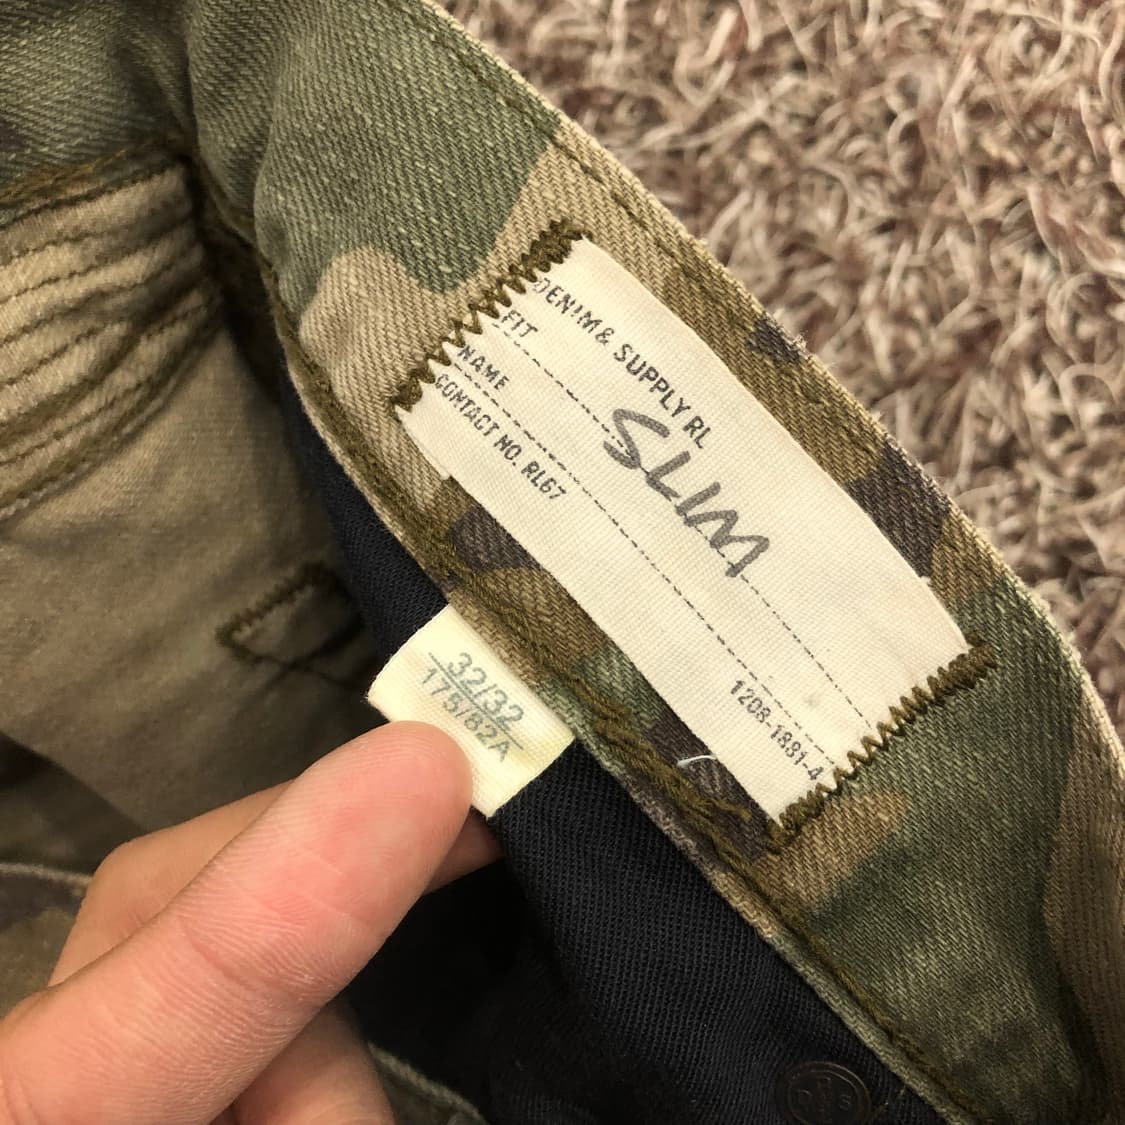 DENIM & SUPPLY RL
FIT
SLIM
NAME
CONTACT NO. RL67
1208-1881-4
32/32
175/82A